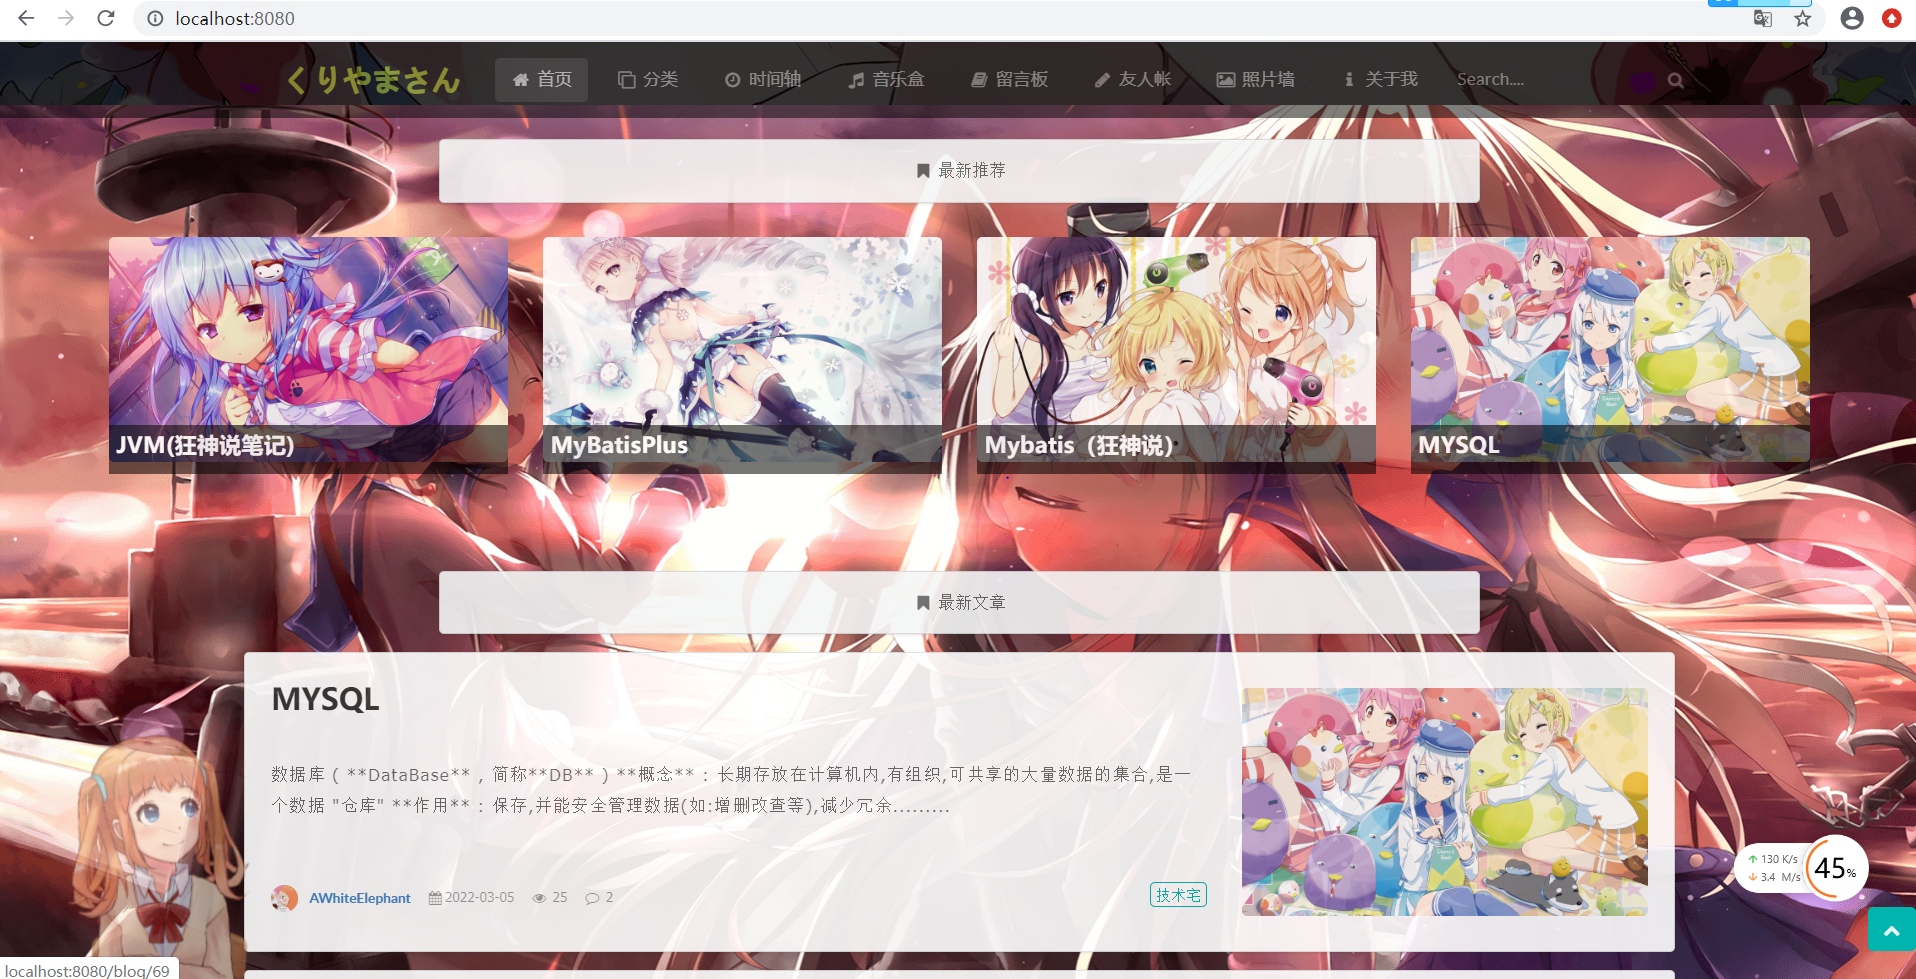 localhost:8080
くりやまさん
首页
分类
时间轴
音乐盒
留言板
友人帐
照片墙
关于我
Search....
最新推荐
JVM(狂神说笔记)
MyBatisPlus
Mybatis（狂神说）
MYSQL
最新文章
MYSQL
数据库 ( **DataBase** , 简称**DB** ) **概念** : 长期存放在计算机内,有组织,可共享的大量数据的集合,是一
个数据 "仓库" **作用** : 保存,并能安全管理数据(如:增删改查等),减少冗余.........
AWhiteElephant 2022-03-05 25 2
技术宅
130 K/s
3.4 M/s
45%
localhost:8080/blog/69